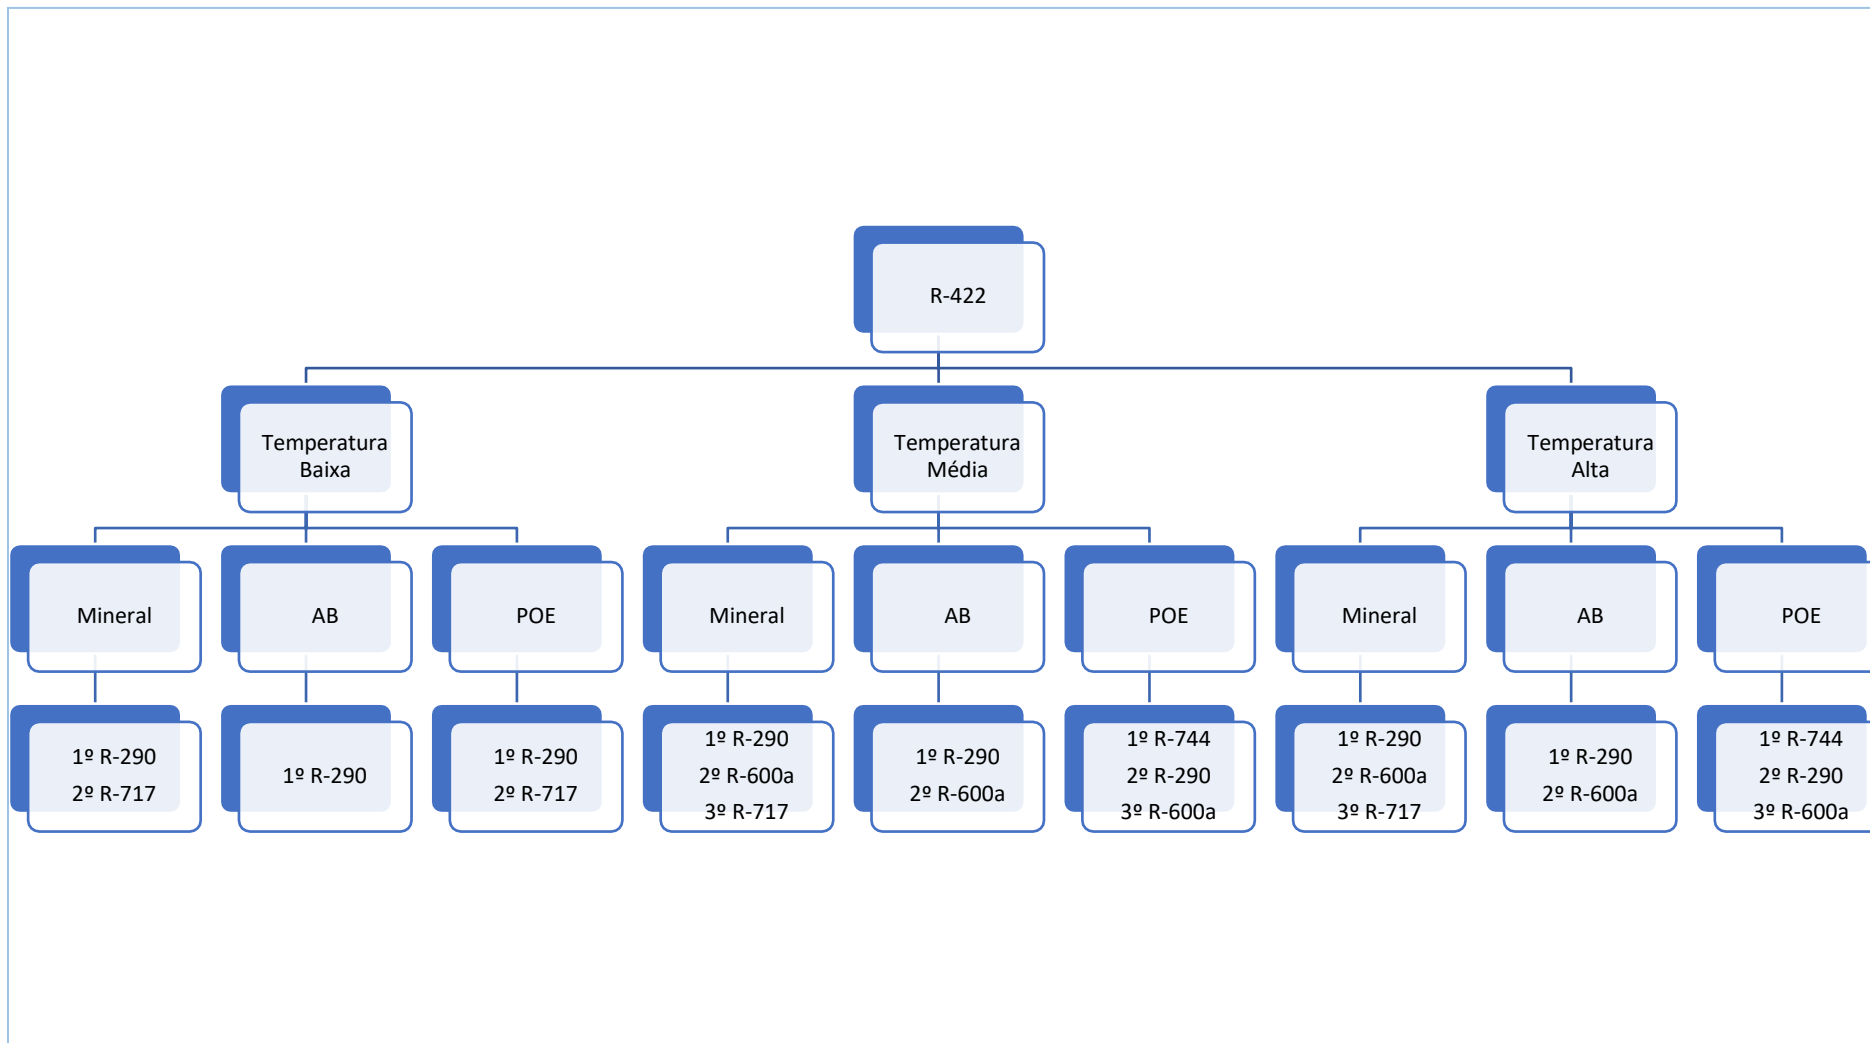 R-422
Temperatura
Baixa
Temperatura
Média
Temperatura
Alta
Mineral
AB
POE
Mineral
AB
POE
Mineral
AB
POE
1º R-290
2º R-717
1º R-290
1º R-290
2º R-717
1º R-290
2º R-600a
3º R-717
1º R-290
2º R-600a
1º R-744
2º R-290
3º R-600a
1º R-290
2º R-600a
3º R-717
1º R-290
2º R-600a
1º R-744
2º R-290
3º R-600a